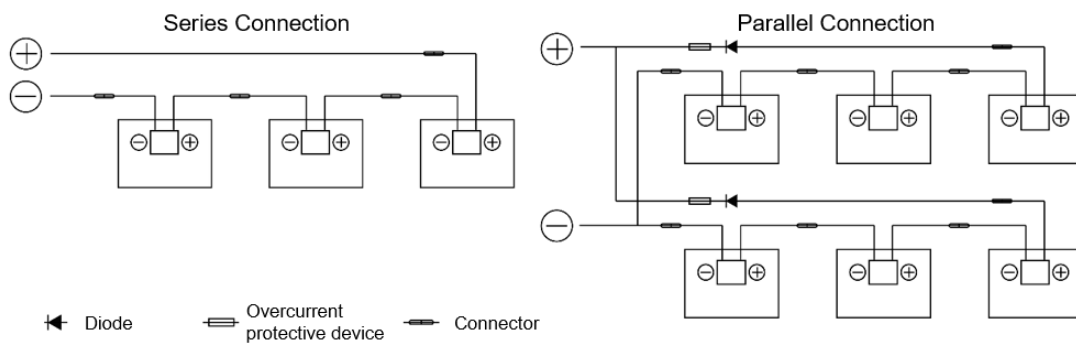 Series Connection
Parallel Connection
Diode
Overcurrent
protective device
Connector